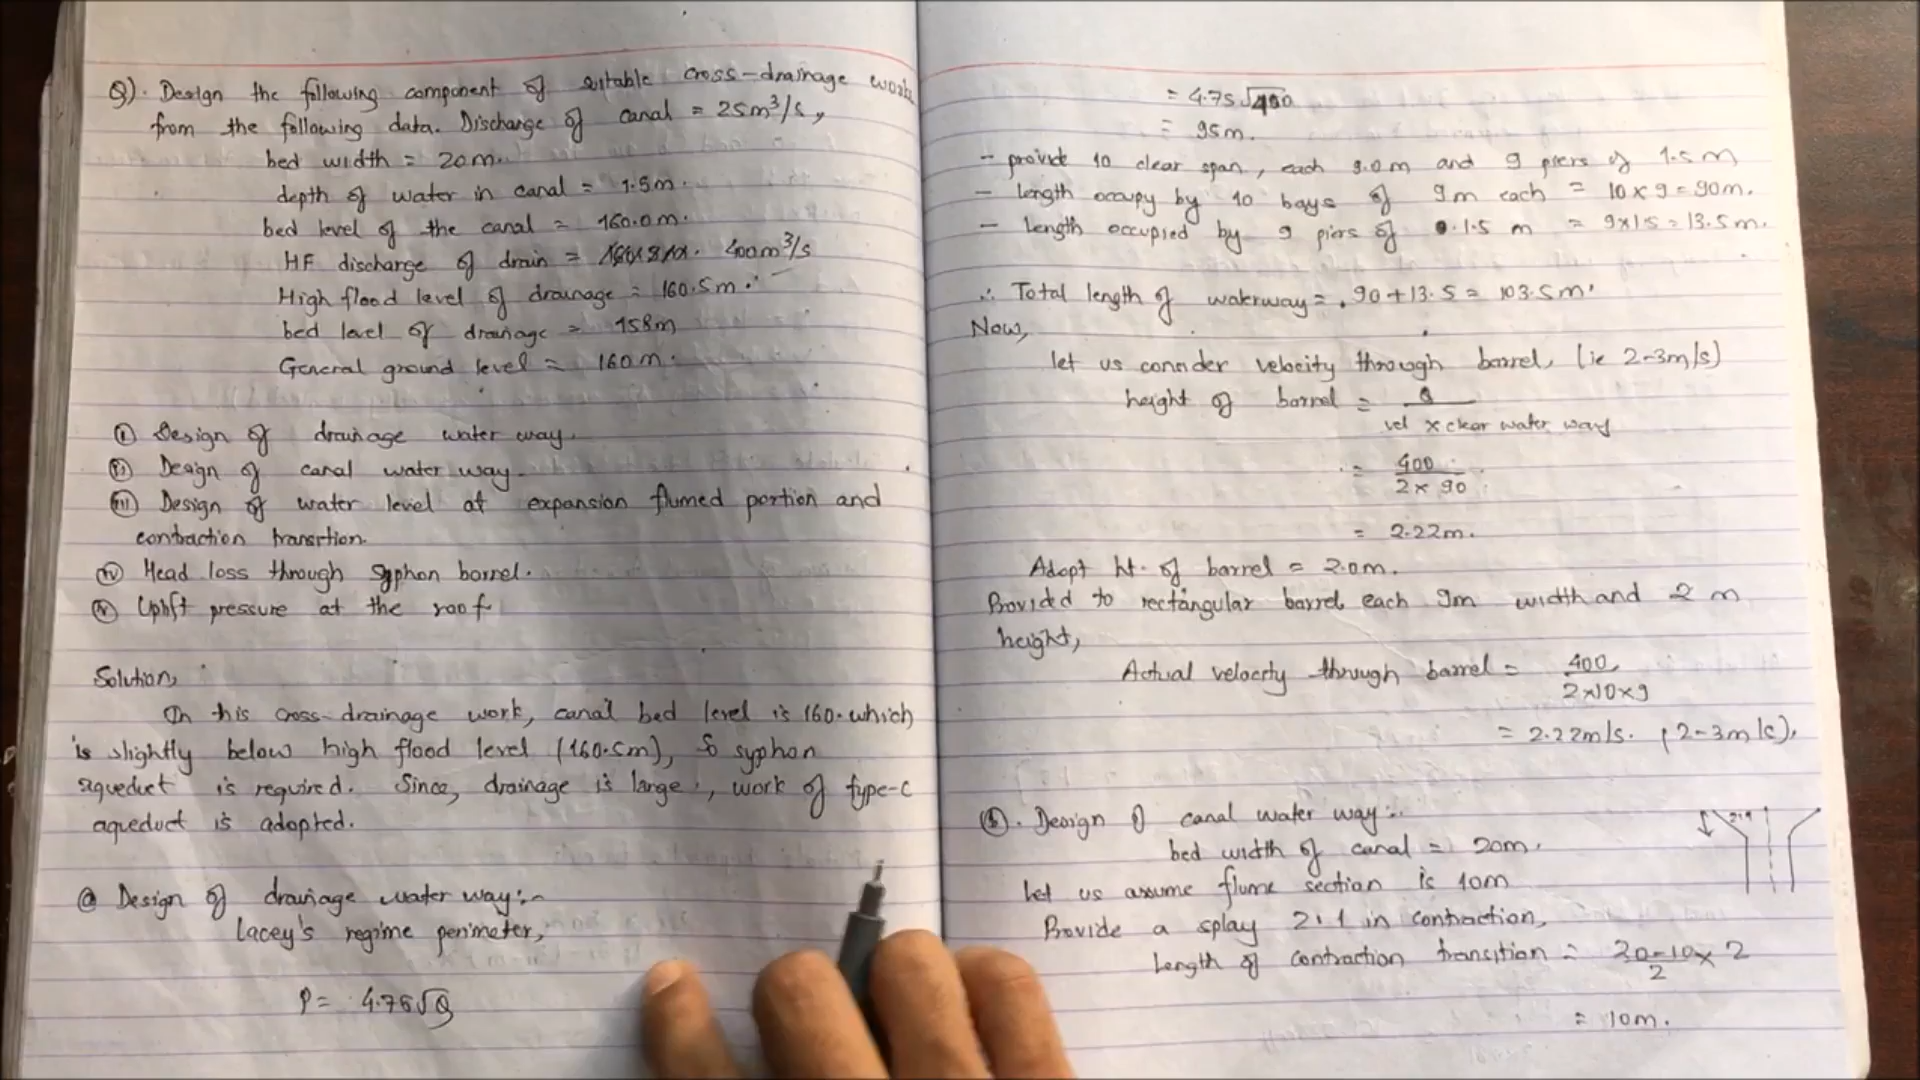 Q). Design the following component of suitable cross-drainage work
from the following data. Discharge of canal = 25m³/s,
bed width = 20m.
depth of water in canal = 1.5m.
bed level of the canal = 160.0m.
HF discharge of drain = 400m³/s
High flood level of drainage = 160.5m.
bed level of drainage = 158m
General ground level = 160m.
(i) Design of drainage water way.
(ii) Design of canal water way.
(iii) Design of water level at expansion flumed portion and
contraction transition.
(iv) Head loss through Syphon barrel.
(v) Uplift pressure at the roof
Solution,
In this cross-drainage work, canal bed level is 160. which
is slightly below high flood level (160.5m), So syphon
aqueduct is required. Since, drainage is large, work of type-C
aqueduct is adopted.
(a) Design of drainage water way:-
Lacey's regime perimeter,
P = 4.75√Q
= 4.75√400
= 95m.
- provide 10 clear span, each 9.0m and 9 piers of 1.5m
- length occupy by 10 bays of 9m each = 10x9=90m.
- length occupied by 9 piers of 1.5 m = 9x1.5=13.5m.
∴ Total length of waterway = 90+13.5 = 103.5m.
Now,
let us consider velocity through barrel, (ie 2-3m/s)
height of barrel = Q
vel x clear water way
= 400
2x90
= 2.22m.
Adopt ht. of barrel = 2.0m.
Provided 10 rectangular barrel each 9m width and 2 m
height,
Actual velocity through barrel = 400
2x10x9
= 2.22m/s. (2-3m/s),
(b). Design of canal water way:-
2:1
bed width of canal = 20m.
Let us assume flume section is 10m
Provide a splay 2:1 in contraction,
length of contraction transition = 20-10 x 2
2
= 10m.